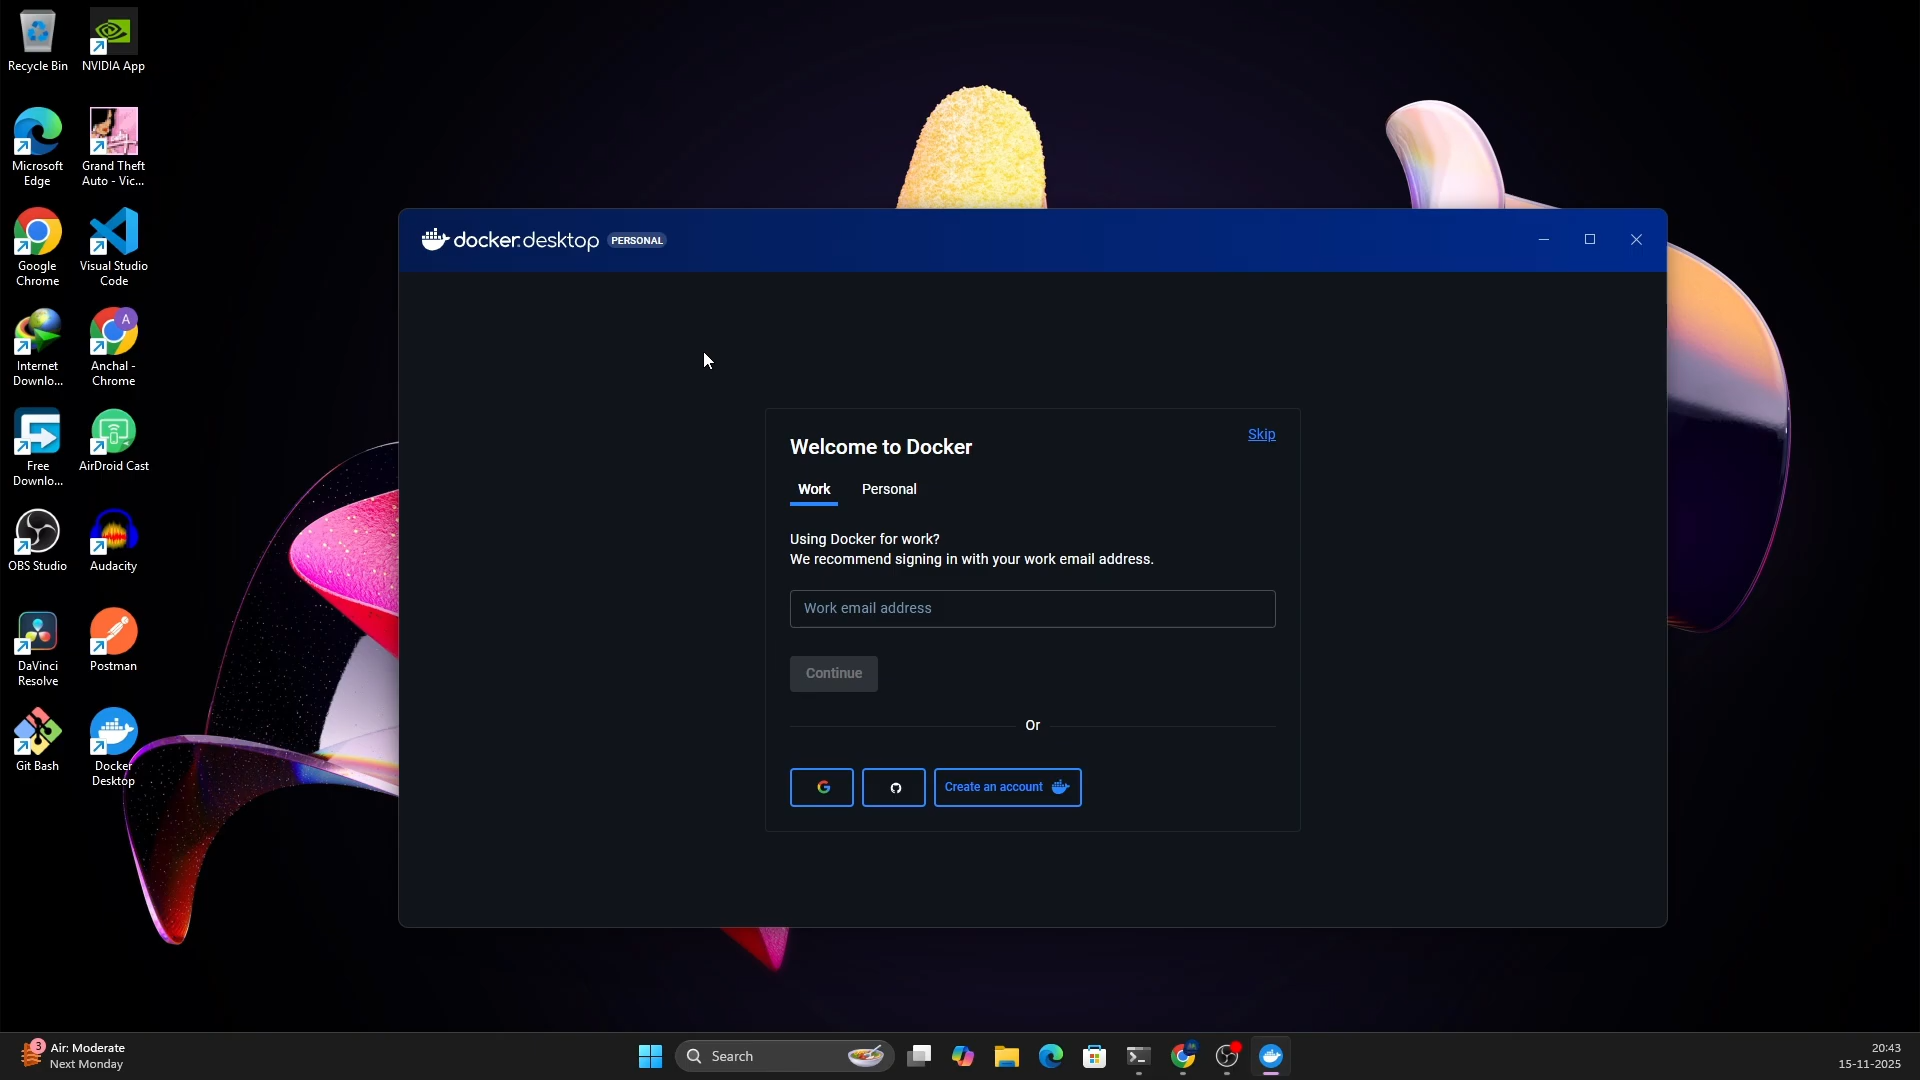 Recycle Bin
NVIDIA App
Microsoft
Edge
Grand Theft
Auto - Vic...
Google
Chrome
Visual Studio
Code
Internet
Downlo...
A
Anchal -
Chrome
Free
Downlo...
AirDroid Cast
OBS Studio
Audacity
DaVinci
Resolve
Postman
Git Bash
Docker
Desktop
docker.desktop PERSONAL
Skip
Welcome to Docker
Work Personal
Using Docker for work?
We recommend signing in with your work email address.
Work email address
Continue
Or
Create an account
3
Air: Moderate
Next Monday
Search
20:43
15-11-2025